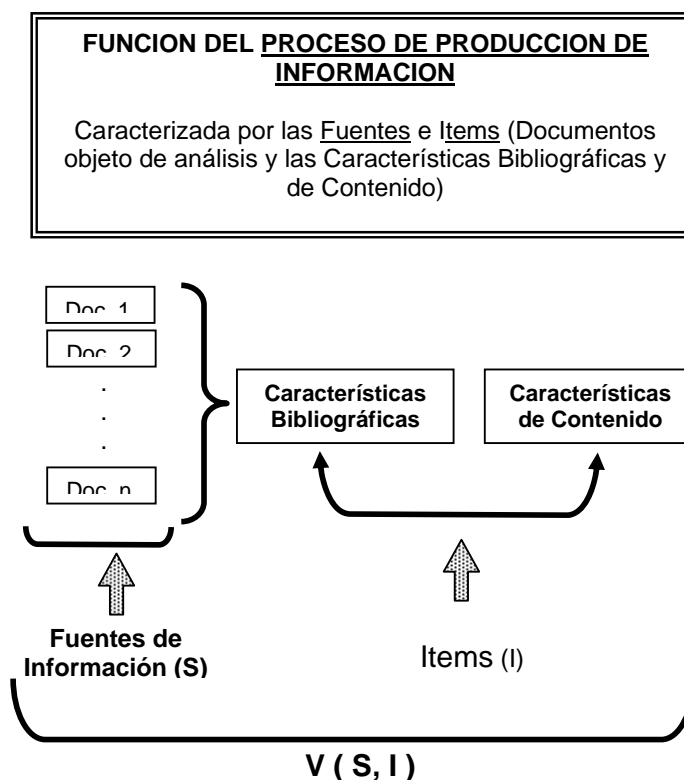 FUNCION DEL PROCESO DE PRODUCCION DE
INFORMACION
Caracterizada por las Fuentes e Items (Documentos
objeto de análisis y las Características Bibliográficas y
de Contenido)
Doc. 1
Doc. 2
.
.
.
Doc. n
Características
Bibliográficas
Características
de Contenido
Fuentes de
Información (S)
Items (I)
V ( S, I )